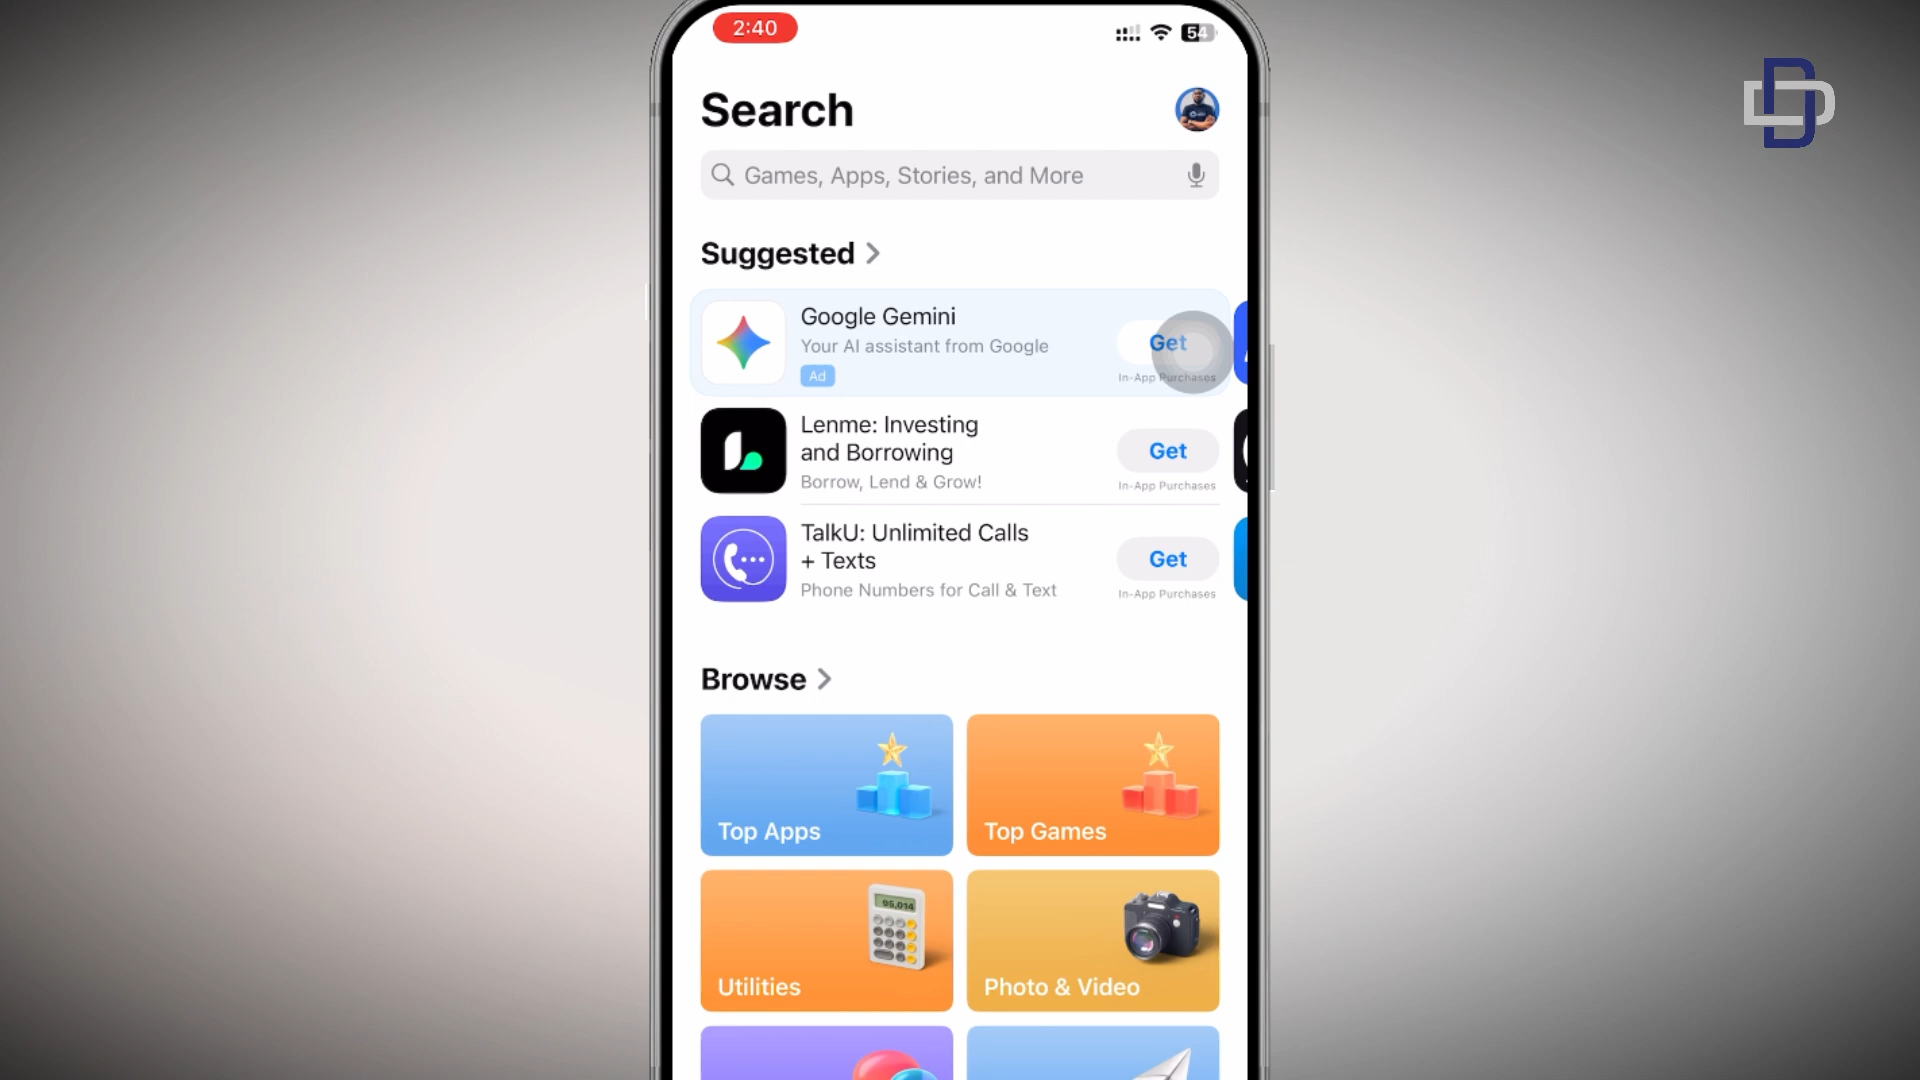 2:40
54
Search
Games, Apps, Stories, and More
Suggested
Google Gemini
Your AI assistant from Google
Ad
Get
In-App Purchases
Lenme: Investing
and Borrowing
Borrow, Lend & Grow!
Get
In-App Purchases
TalkU: Unlimited Calls
+ Texts
Phone Numbers for Call & Text
Get
In-App Purchases
Browse
Top Apps
Top Games
95,014
Utilities
Photo & Video